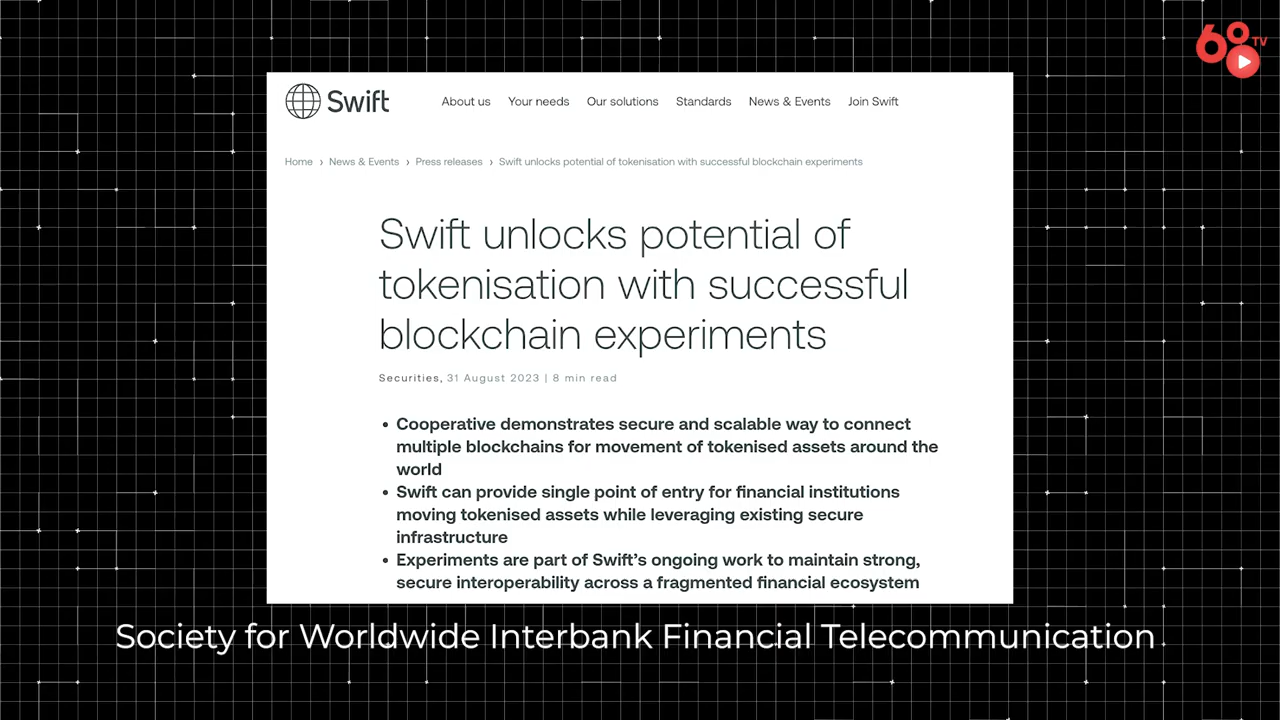 68 TV
Swift
About us Your needs Our solutions Standards News & Events Join Swift
Home › News & Events › Press releases › Swift unlocks potential of tokenisation with successful blockchain experiments
Swift unlocks potential of
tokenisation with successful
blockchain experiments
Securities, 31 August 2023 | 8 min read
• Cooperative demonstrates secure and scalable way to connect
multiple blockchains for movement of tokenised assets around the
world
• Swift can provide single point of entry for financial institutions
moving tokenised assets while leveraging existing secure
infrastructure
• Experiments are part of Swift’s ongoing work to maintain strong,
secure interoperability across a fragmented financial ecosystem
Society for Worldwide Interbank Financial Telecommunication